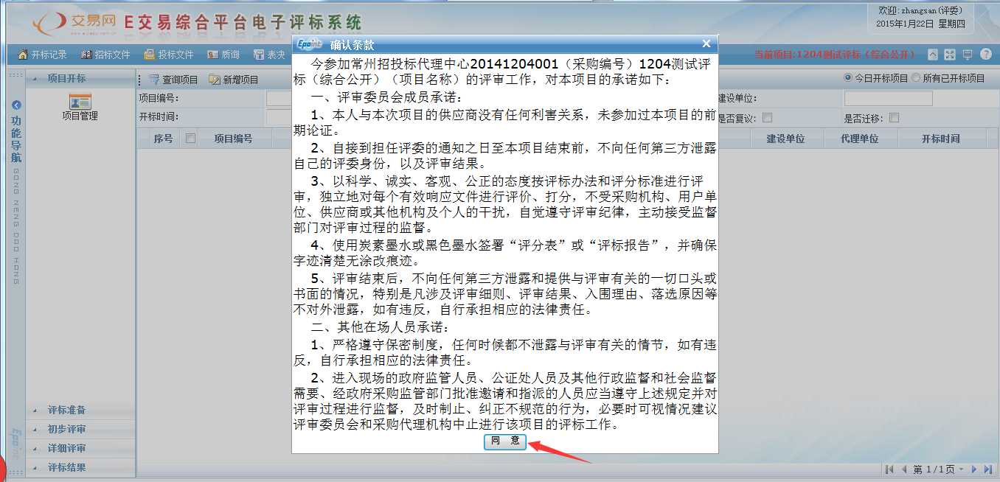 交易网
E交易综合平台电子评标系统
欢迎:zhangsan(评委)
2015年1月22日 星期四
开标记录 招标文件 投标文件 质询 表决
当前项目:1204测试评标（综合公开）
项目开标
项目管理
功能导航
GONG NENG DAO HANG
Epoint
评标准备
初步评审
详细评审
评标结果
查询项目 新增项目
今日开标项目 所有已开标项目
项目编号：
建设单位：
开标时间：
是否复议：
是否迁移：
序号 项目编号
建设单位 代理单位 开标时间
Epoint 确认条款
今参加常州招投标代理中心20141204001（采购编号）1204测试评
标（综合公开）（项目名称）的评审工作，对本项目的承诺如下：
一、评审委员会成员承诺：
1、本人与本次项目的供应商没有任何利害关系，未参加过本项目的前
期论证。
2、自接到担任评委的通知之日至本项目结束前，不向任何第三方泄露
自己的评委身份，以及评审结果。
3、以科学、诚实、客观、公正的态度按评标办法和评分标准进行评
审，独立地对每个有效响应文件进行评价、打分，不受采购机构、用户单
位、供应商或其他机构及个人的干扰，自觉遵守评审纪律，主动接受监督
部门对评审过程的监督。
4、使用炭素墨水或黑色墨水签署“评分表”或“评标报告”，并确保
字迹清楚无涂改痕迹。
5、评审结束后，不向任何第三方泄露和提供与评审有关的一切口头或
书面的情况，特别是凡涉及评审细则、评审结果、入围理由、落选原因等
不对外泄露，如有违反，自行承担相应的法律责任。
二、其他在场人员承诺：
1、严格遵守保密制度，任何时候都不泄露与评审有关的情节，如有违
反，自行承担相应的法律责任。
2、进入现场的政府监管人员、公证处人员及其他行政监督和社会监督
需要、经政府采购监管部门批准邀请和指派的人员应当遵守上述规定并对
评审过程进行监督，及时制止、纠正不规范的行为，必要时可视情况建议
评审委员会和采购代理机构中止进行该项目的评标工作。
同 意
第 1/1页